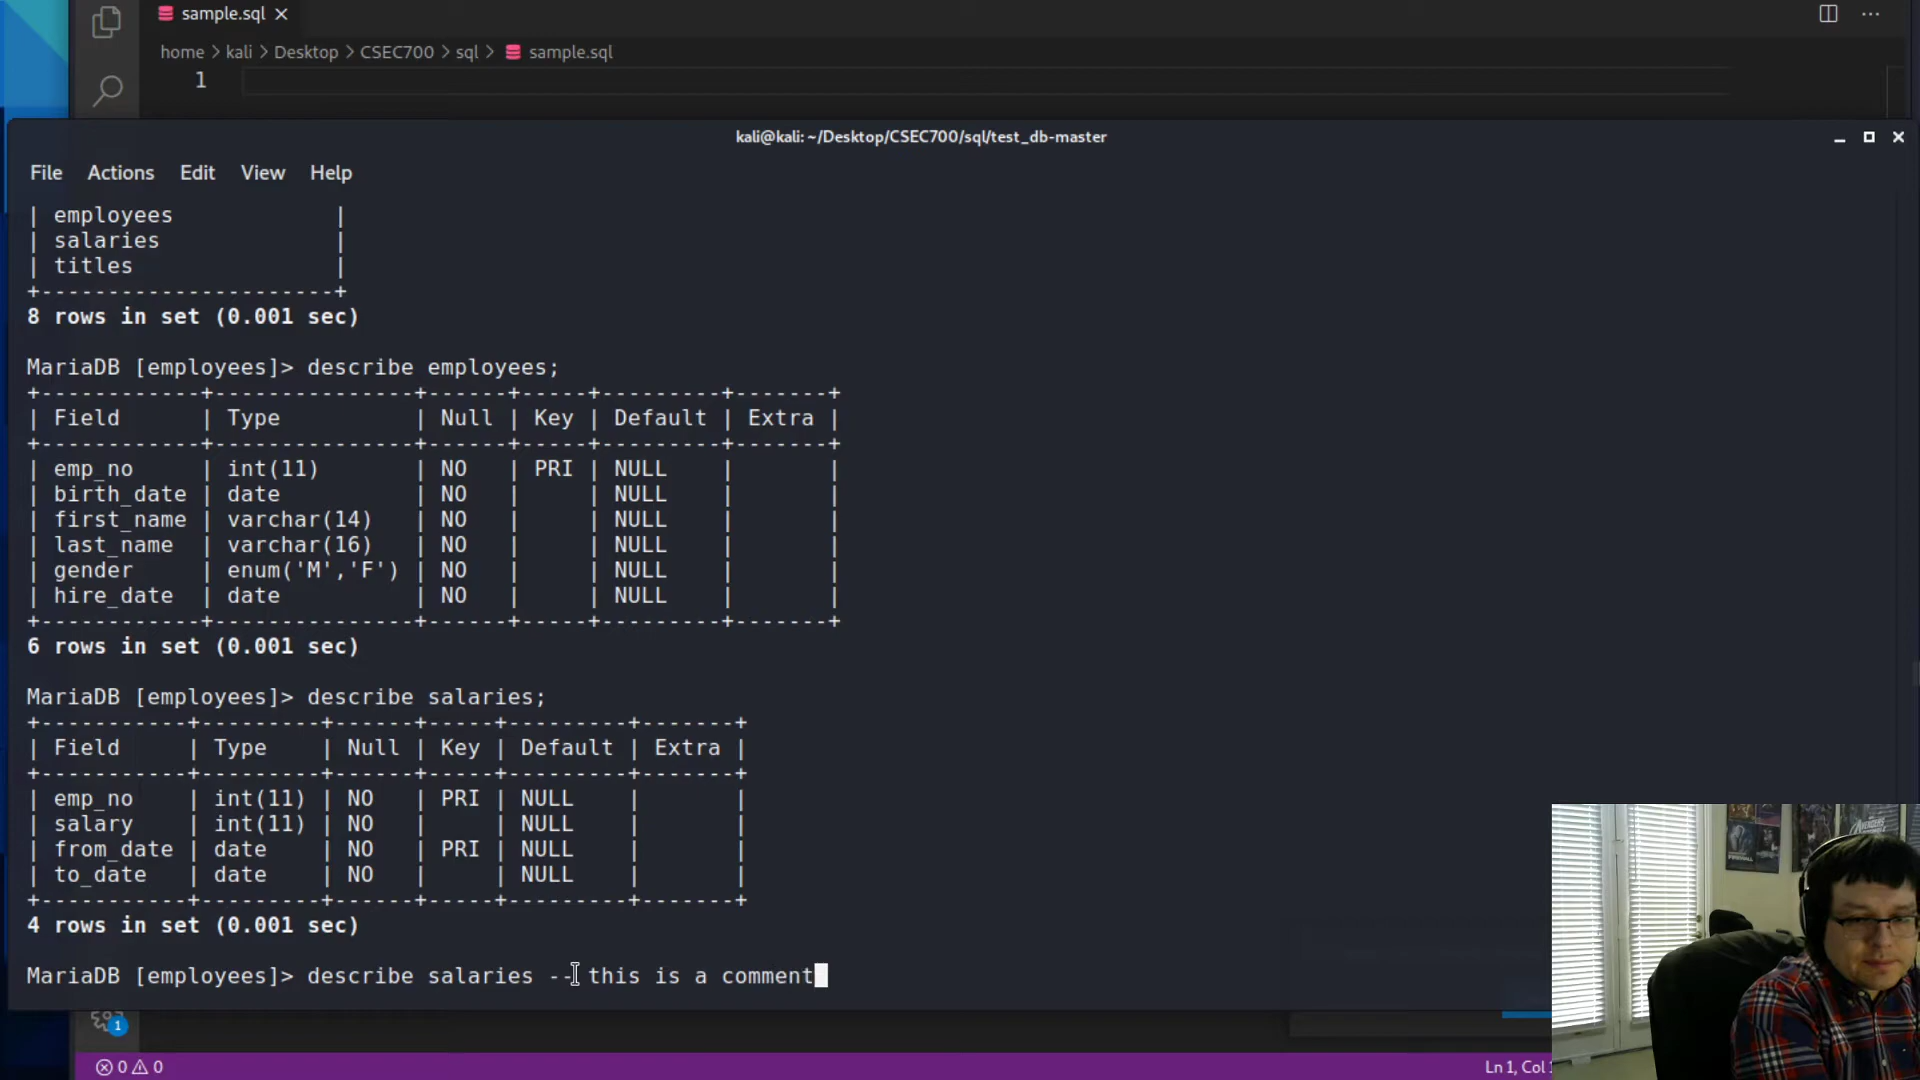 sample.sql
home > kali > Desktop > CSEC700 > sql > sample.sql
1
kali@kali: ~/Desktop/CSEC700/sql/test_db-master
File Actions Edit View Help
| employees            |
| salaries             |
| titles               |
+----------------------+
8 rows in set (0.001 sec)
MariaDB [employees]> describe employees;
+------------+---------------+------+-----+---------+-------+
| Field      | Type          | Null | Key | Default | Extra |
+------------+---------------+------+-----+---------+-------+
| emp_no     | int(11)       | NO   | PRI | NULL    |       |
| birth_date | date          | NO   |     | NULL    |       |
| first_name | varchar(14)   | NO   |     | NULL    |       |
| last_name  | varchar(16)   | NO   |     | NULL    |       |
| gender     | enum('M','F') | NO   |     | NULL    |       |
| hire_date  | date          | NO   |     | NULL    |       |
+------------+---------------+------+-----+---------+-------+
6 rows in set (0.001 sec)
MariaDB [employees]> describe salaries;
+-----------+---------+------+-----+---------+-------+
| Field     | Type    | Null | Key | Default | Extra |
+-----------+---------+------+-----+---------+-------+
| emp_no    | int(11) | NO   | PRI | NULL    |       |
| salary    | int(11) | NO   |     | NULL    |       |
| from_date | date    | NO   | PRI | NULL    |       |
| to_date   | date    | NO   |     | NULL    |       |
+-----------+---------+------+-----+---------+-------+
4 rows in set (0.001 sec)
MariaDB [employees]> describe salaries -- this is a comment
1
0 0
Ln 1, Col